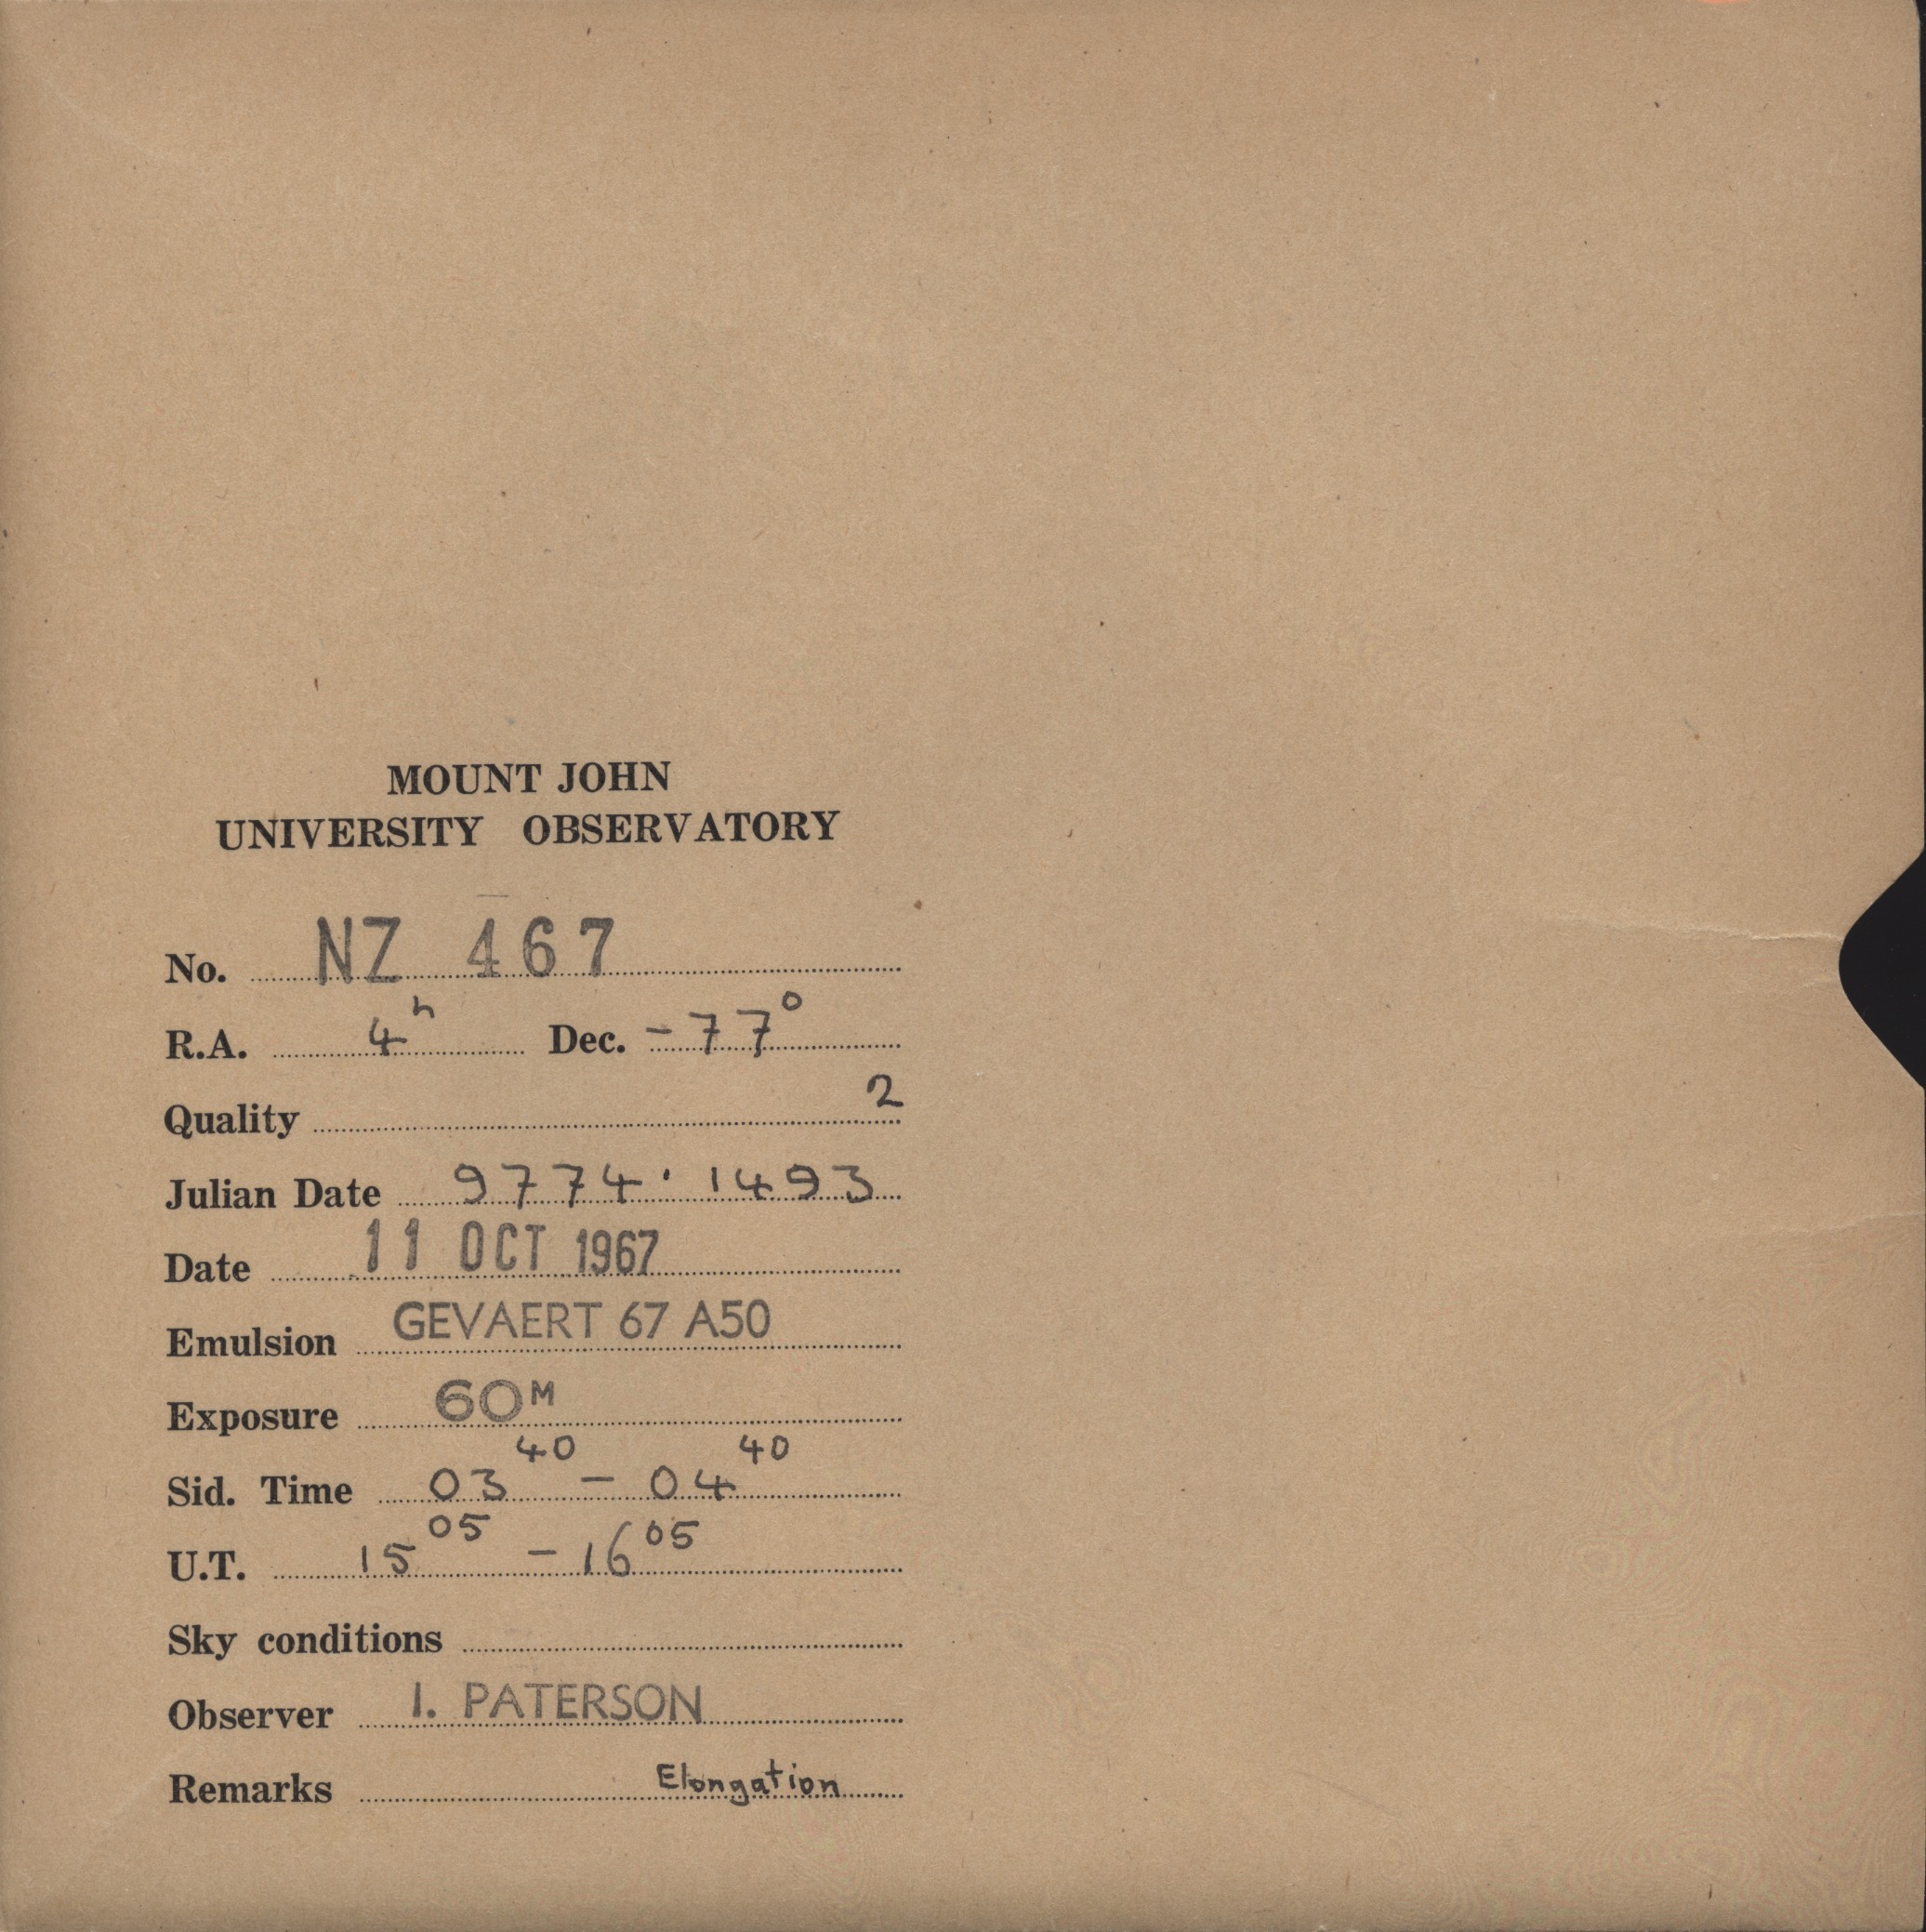 MOUNT JOHN
UNIVERSITY OBSERVATORY
No. NZ 467
R.A. 4h Dec. -77°
Quality 2
Julian Date 9774·1493
Date 11 OCT 1967
Emulsion GEVAERT 67 A50
Exposure 60M
Sid. Time 03 40 – 04 40
U.T. 15 05 – 16 05
Sky conditions
Observer I. PATERSON
Remarks Elongation